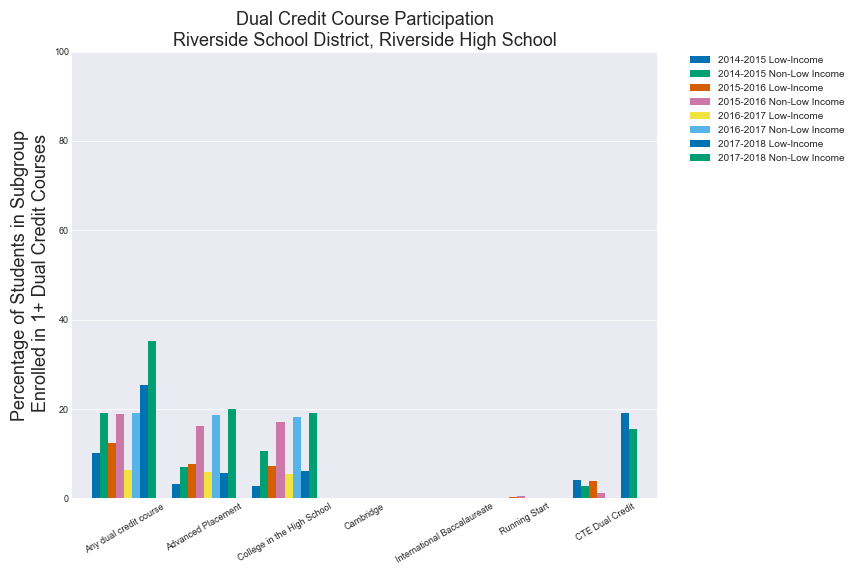 Dual Credit Course Participation
Riverside School District, Riverside High School
Percentage of Students in Subgroup
Enrolled in 1+ Dual Credit Courses
100
80
60
40
20
0
Any dual credit course
Advanced Placement
College in the High School
Cambridge
International Baccalaureate
Running Start
CTE Dual Credit
2014-2015 Low-Income
2014-2015 Non-Low Income
2015-2016 Low-Income
2015-2016 Non-Low Income
2016-2017 Low-Income
2016-2017 Non-Low Income
2017-2018 Low-Income
2017-2018 Non-Low Income